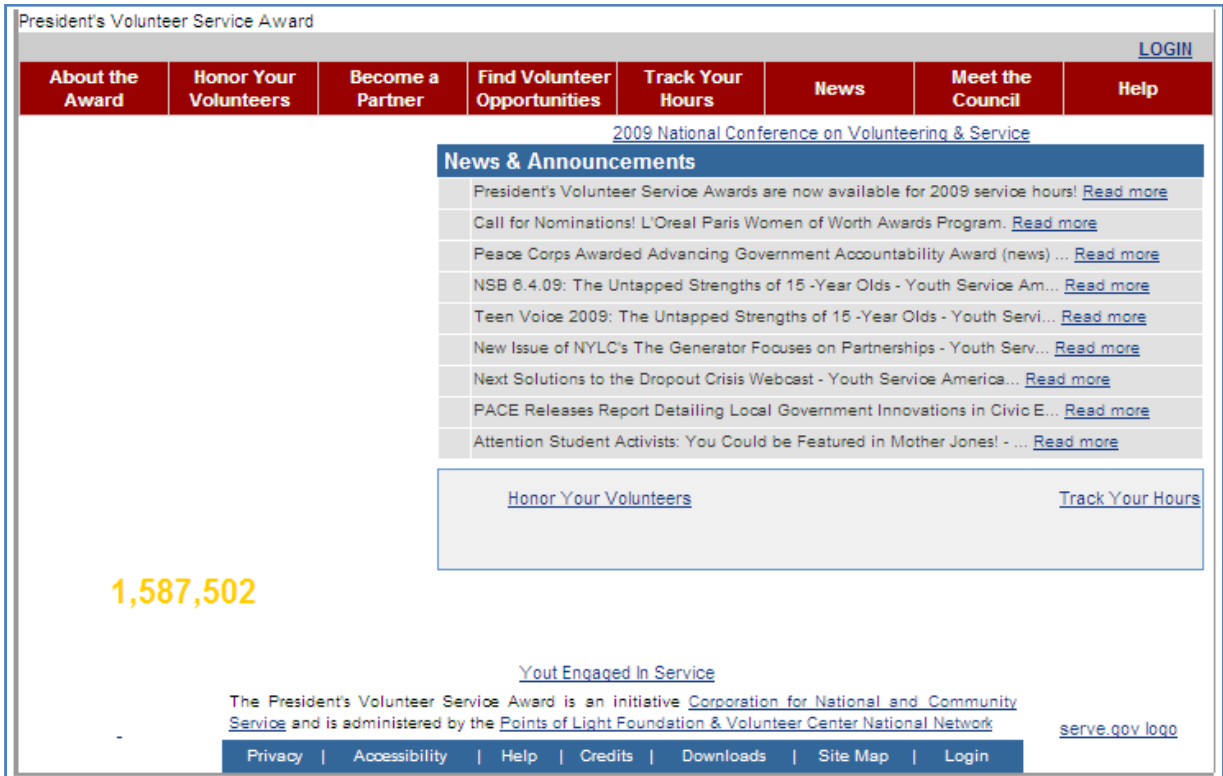 President's Volunteer Service Award
LOGIN
About the Award
Honor Your Volunteers
Become a Partner
Find Volunteer Opportunities
Track Your Hours
News
Meet the Council
Help
2009 National Conference on Volunteering & Service
News & Announcements
President's Volunteer Service Awards are now available for 2009 service hours! Read more
Call for Nominations! L'Oreal Paris Women of Worth Awards Program. Read more
Peace Corps Awarded Advancing Government Accountability Award (news) ... Read more
NSB 6.4.09: The Untapped Strengths of 15 -Year Olds - Youth Service Am... Read more
Teen Voice 2009: The Untapped Strengths of 15 -Year Olds - Youth Servi... Read more
New Issue of NYLC's The Generator Focuses on Partnerships - Youth Serv... Read more
Next Solutions to the Dropout Crisis Webcast - Youth Service America... Read more
PACE Releases Report Detailing Local Government Innovations in Civic E... Read more
Attention Student Activists: You Could be Featured in Mother Jones! - ... Read more
Honor Your Volunteers
Track Your Hours
1,587,502
Yout Engaged In Service
The President's Volunteer Service Award is an initiative Corporation for National and Community
Service and is administered by the Points of Light Foundation & Volunteer Center National Network
serve.gov logo
Privacy | Accessibility | Help | Credits | Downloads | Site Map | Login